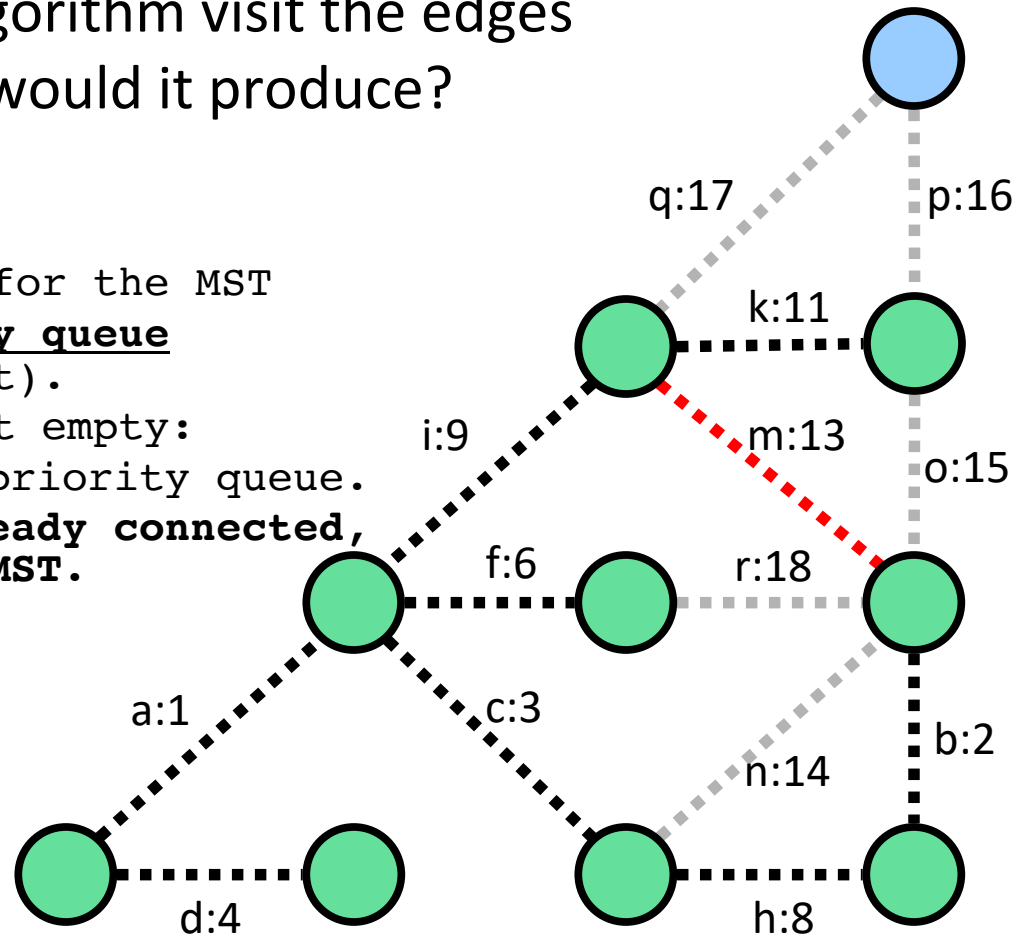 gorithm visit the edges
would it produce?
q:17
p:16
for the MST
y queue
k:11
t).
t empty:
i:9
m:13
priority queue.
o:15
eady connected,
MST.
f:6
r:18
a:1
c:3
b:2
n:14
d:4
h:8